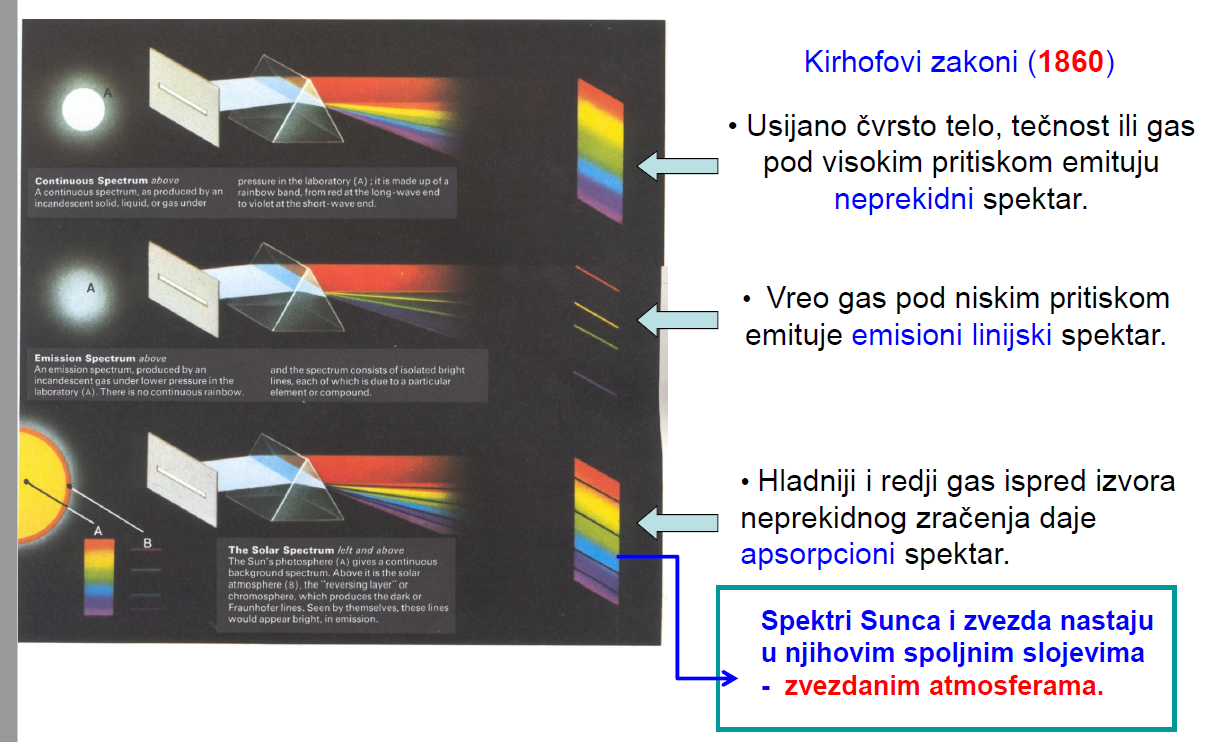 Kirhofovi zakoni (1860)
• Usijano čvrsto telo, tečnost ili gas
pod visokim pritiskom emituju
neprekidni spektar.
• Vreo gas pod niskim pritiskom
emituje emisioni linijski spektar.
• Hladniji i redji gas ispred izvora
neprekidnog zračenja daje
apsorpcioni spektar.
Spektri Sunca i zvezda nastaju
u njihovim spoljnim slojevima
- zvezdanim atmosferama.
A
Continuous Spectrum above
A continuous spectrum, as produced by an
incandescent solid, liquid, or gas under
pressure in the laboratory (A); it is made up of a
rainbow band, from red at the long-wave end
to violet at the short-wave end.
A
Emission Spectrum above
An emission spectrum, produced by an
incandescent gas under lower pressure in the
laboratory (A). There is no continuous rainbow,
and the spectrum consists of isolated bright
lines, each of which is due to a particular
element or compound.
A
B
The Solar Spectrum left and above
The Sun's photosphere (A) gives a continuous
background spectrum. Above it is the solar
atmosphere (B), the "reversing layer" or
chromosphere, which produces the dark or
Fraunhofer lines. Seen by themselves, these lines
would appear bright, in emission.